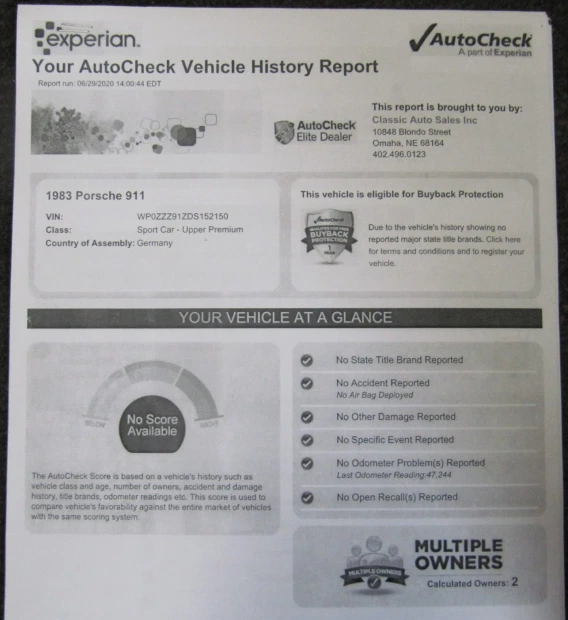 experian.
AutoCheck
A part of Experian
Your AutoCheck Vehicle History Report
Report run: 06/29/2020 14:00:44 EDT
AutoCheck
Elite Dealer
This report is brought to you by:
Classic Auto Sales Inc
10848 Blondo Street
Omaha, NE 68164
402.496.0123
1983 Porsche 911
VIN: WP0ZZZ91ZDS152150
Class: Sport Car - Upper Premium
Country of Assembly: Germany
This vehicle is eligible for Buyback Protection
AutoCheck
BUYBACK
PROTECTION
1
YEAR
Due to the vehicle's history showing no
reported major state title brands. Click here
for terms and conditions and to register your
vehicle.
YOUR VEHICLE AT A GLANCE
No Score
Available
BELOW
ABOVE
The AutoCheck Score is based on a vehicle's history such as
vehicle class and age, number of owners, accident and damage
history, title brands, odometer readings etc. This score is used to
compare vehicle's favorability against the entire market of vehicles
with the same scoring system.
No State Title Brand Reported
No Accident Reported
No Air Bag Deployed
No Other Damage Reported
No Specific Event Reported
No Odometer Problem(s) Reported
Last Odometer Reading:47,244
No Open Recall(s) Reported
MULTIPLE OWNERS
MULTIPLE
OWNERS
Calculated Owners: 2